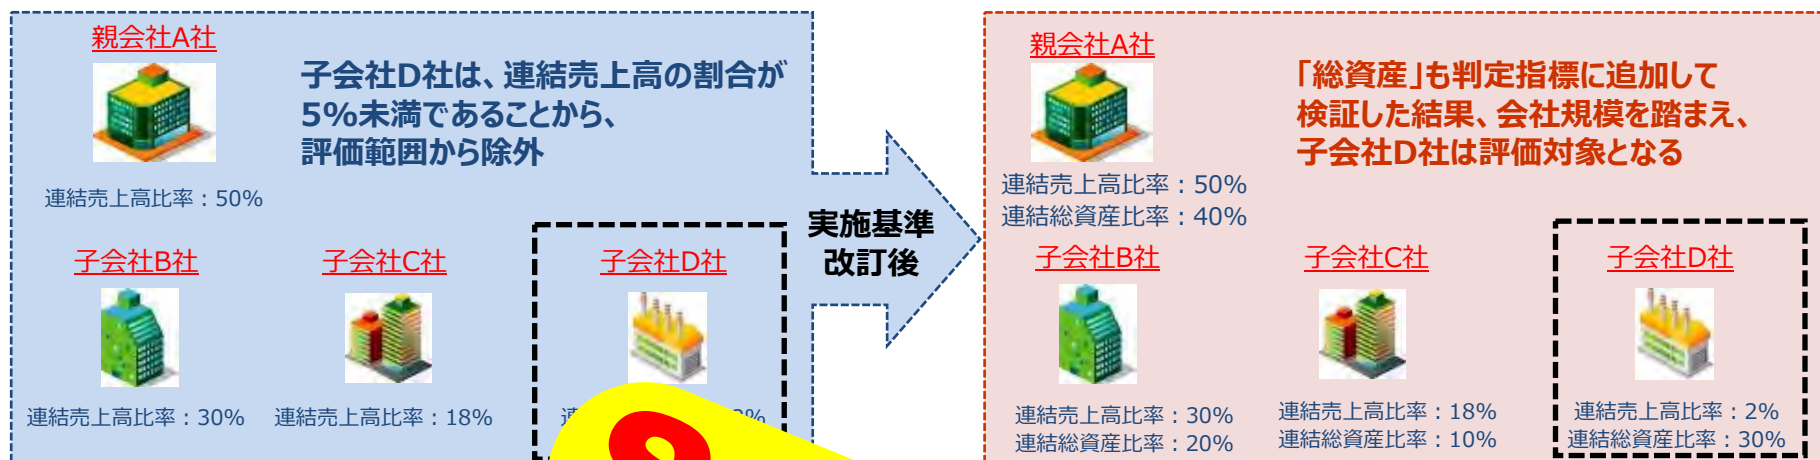 親会社A社
子会社D社は、連結売上高の割合が
5%未満であることから、
評価範囲から除外
連結売上高比率：50%
子会社B社
子会社C社
子会社D社
連結売上高比率：30%
連結売上高比率：18%
実施基準
改訂後
親会社A社
「総資産」も判定指標に追加して
検証した結果、会社規模を踏まえ、
子会社D社は評価対象となる
連結売上高比率：50%
連結総資産比率：40%
子会社B社
子会社C社
子会社D社
連結売上高比率：30%
連結総資産比率：20%
連結売上高比率：18%
連結総資産比率：10%
連結売上高比率：2%
連結総資産比率：30%